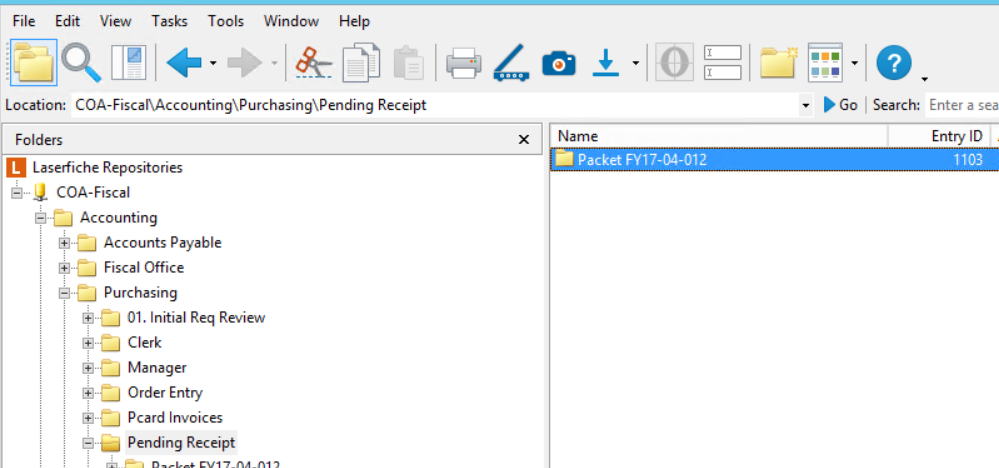 File Edit View Tasks Tools Window Help
Location: COA-Fiscal\Accounting\Purchasing\Pending Receipt Go Search: Enter a sea
Folders x
L Laserfiche Repositories
COA-Fiscal
Accounting
Accounts Payable
Fiscal Office
Purchasing
01. Initial Req Review
Clerk
Manager
Order Entry
Pcard Invoices
Pending Receipt
Packet FY17-04-012
Name Entry ID
Packet FY17-04-012 1103